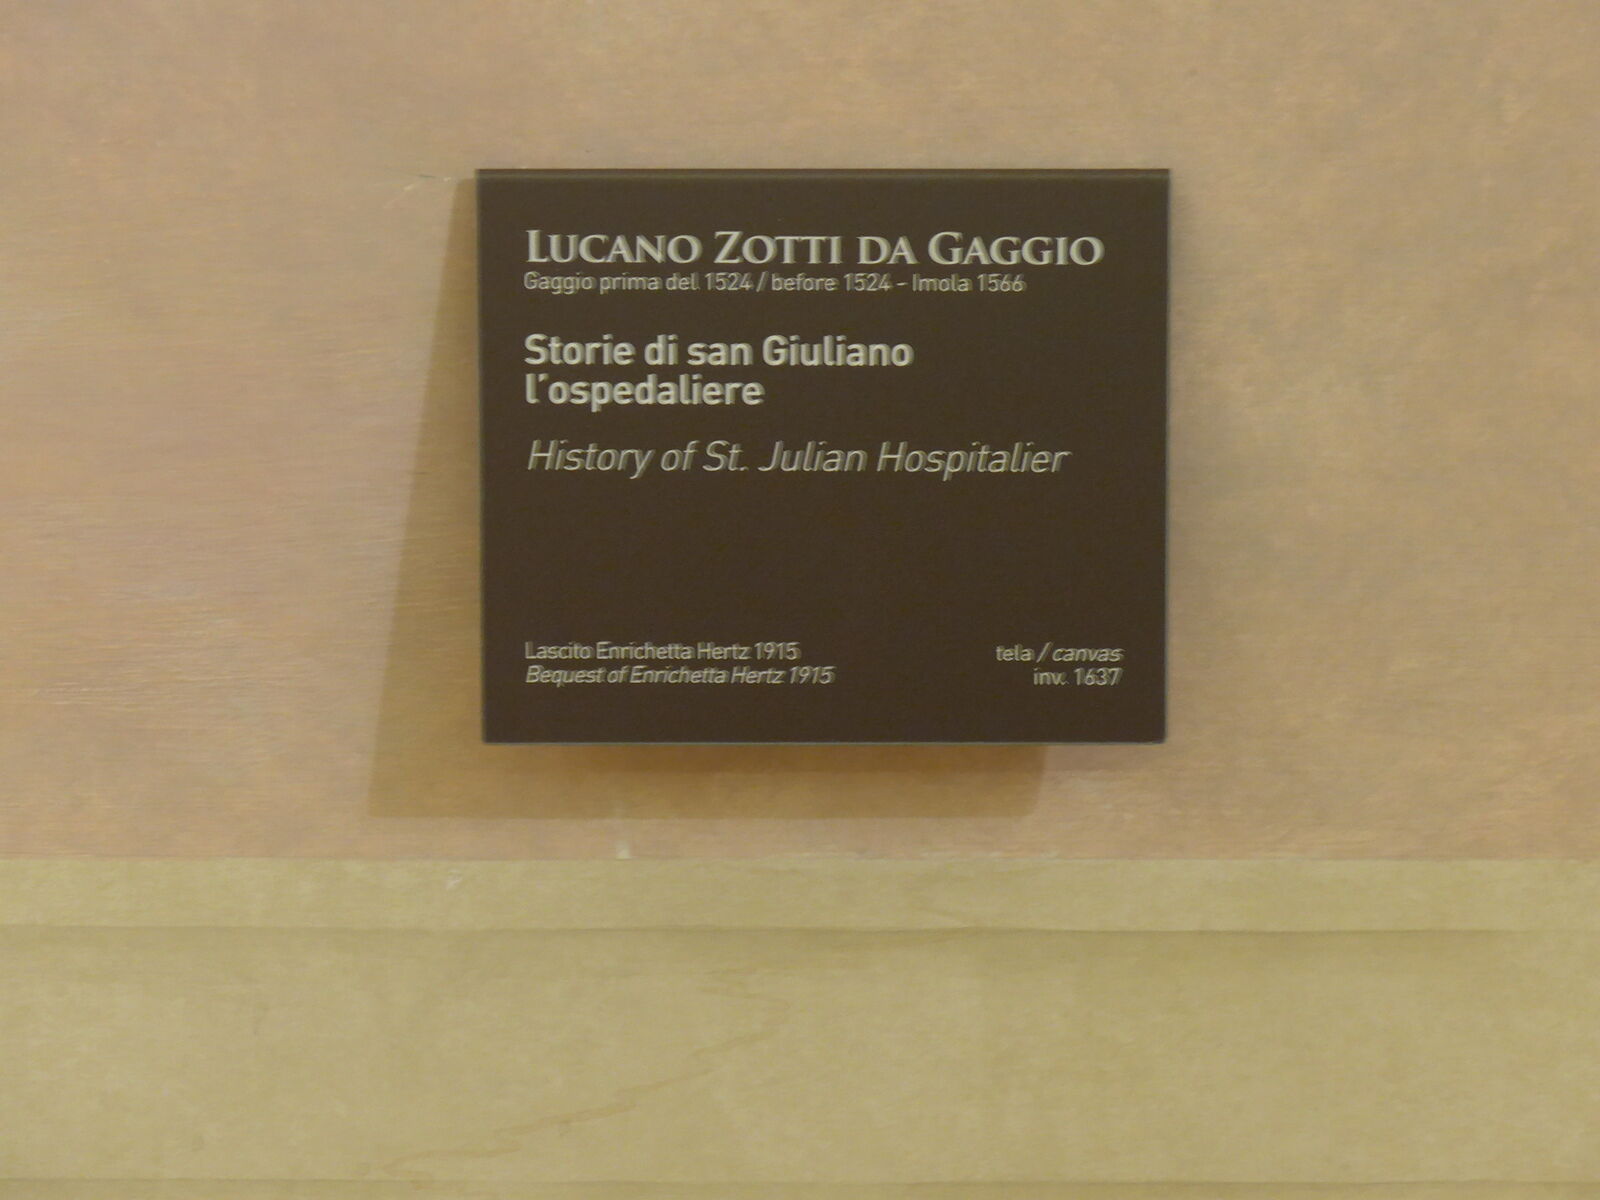 LUCANO ZOTTI DA GAGGIO
Gaggio prima del 1524 / before 1524 - Imola 1566
Storie di san Giuliano
l'ospedaliere
History of St. Julian Hospitalier
Lascito Enrichetta Hertz 1915
Bequest of Enrichetta Hertz 1915
tela / canvas
inv. 1637